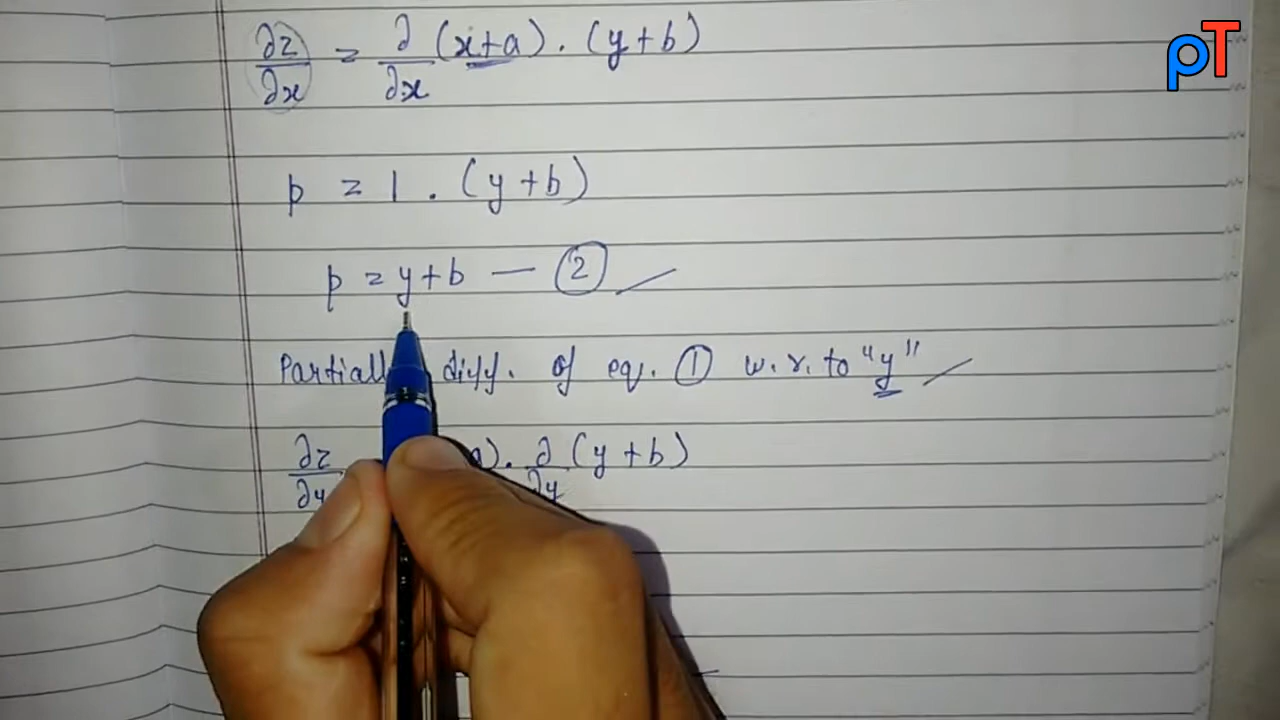 pT
∂z/∂x = ∂/∂x (x+a) . (y+b)
p = 1 . (y+b)
p = y+b — ②
diff. of eq. ① w.r. to "y"
∂z/∂y a). ∂/∂y (y+b)